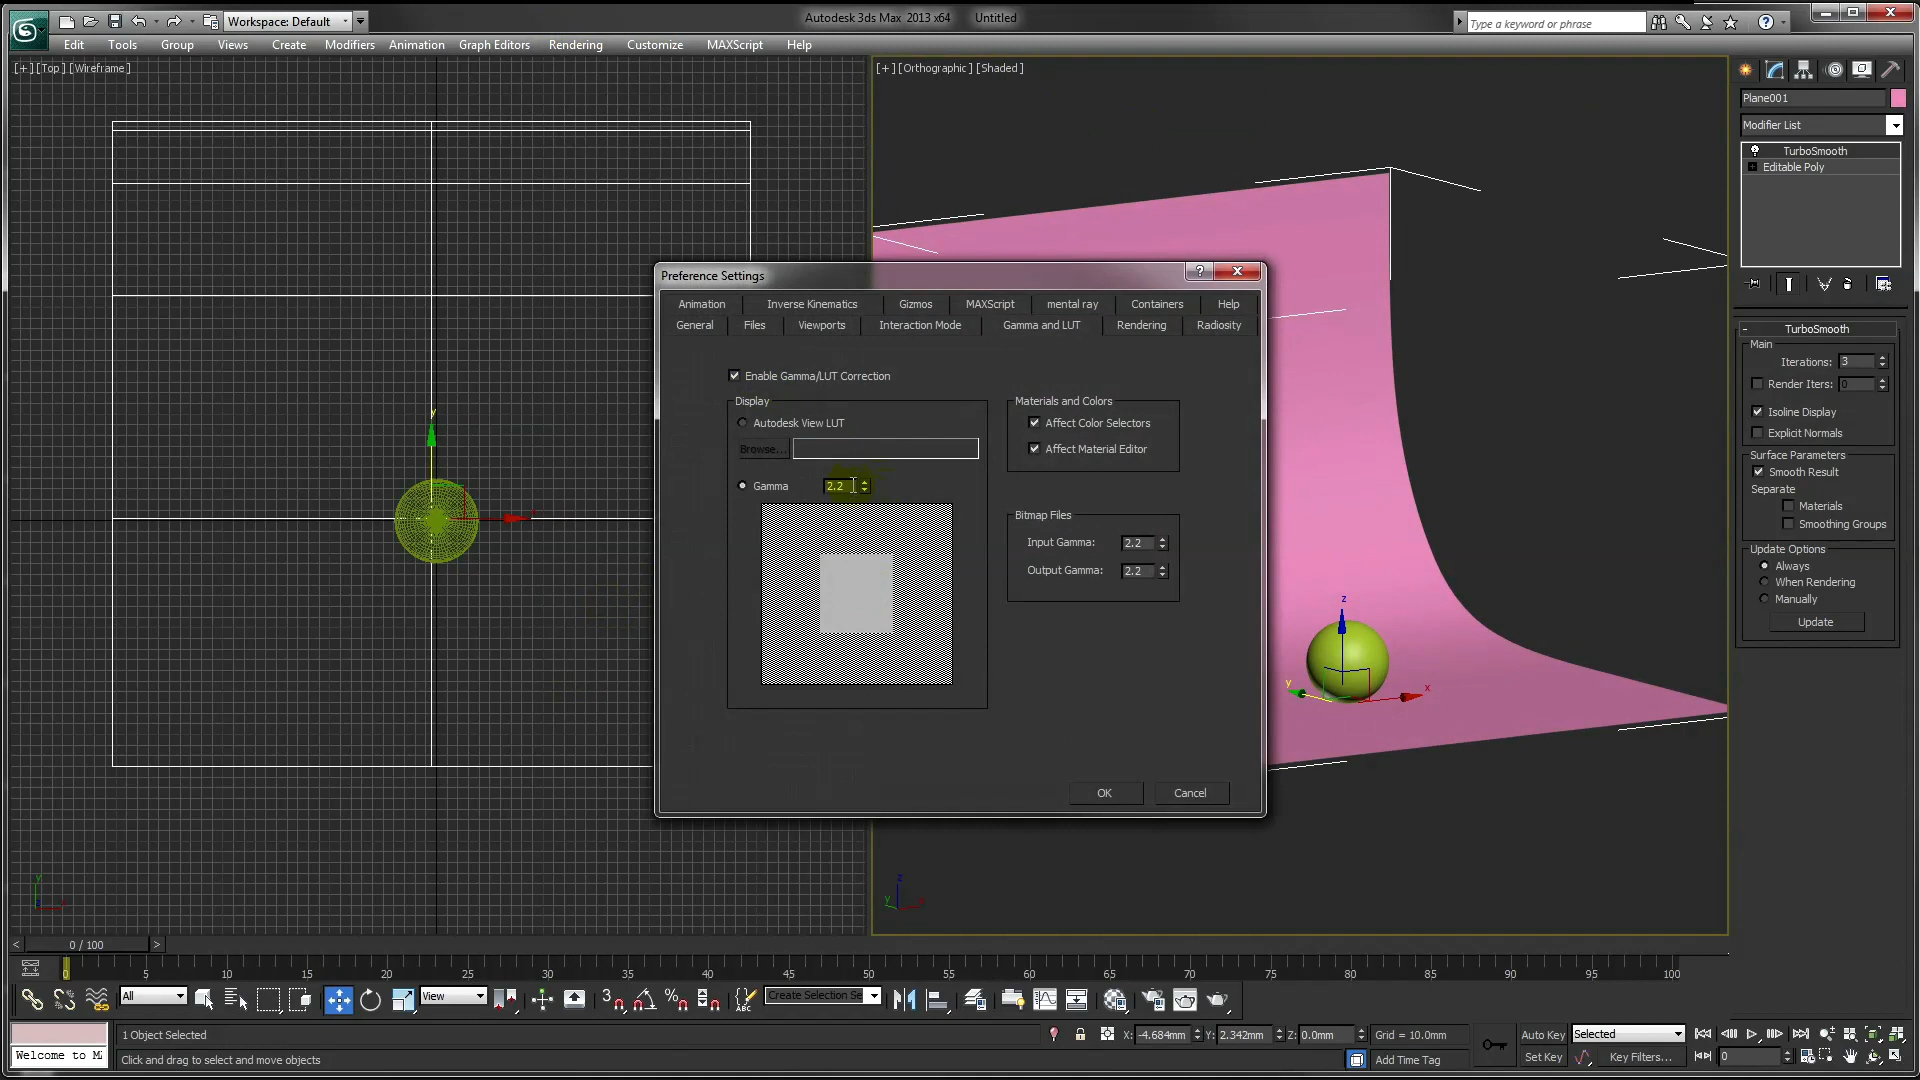 Workspace: Default
Autodesk 3ds Max 2013 x64 Untitled
Type a keyword or phrase
Edit Tools Group Views Create Modifiers Animation Graph Editors Rendering Customize MAXScript Help
[+][Top][Wireframe]
[+][Orthographic][Shaded]
Plane001
Modifier List
TurboSmooth
Editable Poly
Preference Settings
Animation Inverse Kinematics Gizmos MAXScript mental ray Containers Help
General Files Viewports Interaction Mode Gamma and LUT Rendering Radiosity
Enable Gamma/LUT Correction
Display
Autodesk View LUT
Browse...
Gamma 2.2
Materials and Colors
Affect Color Selectors
Affect Material Editor
Bitmap Files
Input Gamma: 2.2
Output Gamma: 2.2
OK Cancel
- TurboSmooth
Main
Iterations: 3
Render Iters: 0
Isoline Display
Explicit Normals
Surface Parameters
Smooth Result
Separate
Materials
Smoothing Groups
Update Options
Always
When Rendering
Manually
Update
y
x
z
y
x
z
y
< 0 / 100 >
0 5 10 15 20 25 30 35 40 45 50 55 60 65 70 75 80 85 90 95 100
All
View
3
%
ABC
Create Selection Se
1 Object Selected
X: -4.684mm Y: 2.342mm Z: 0.0mm Grid = 10.0mm
Auto Key Selected
Welcome to M
Click and drag to select and move objects
Add Time Tag
Set Key Key Filters... 0